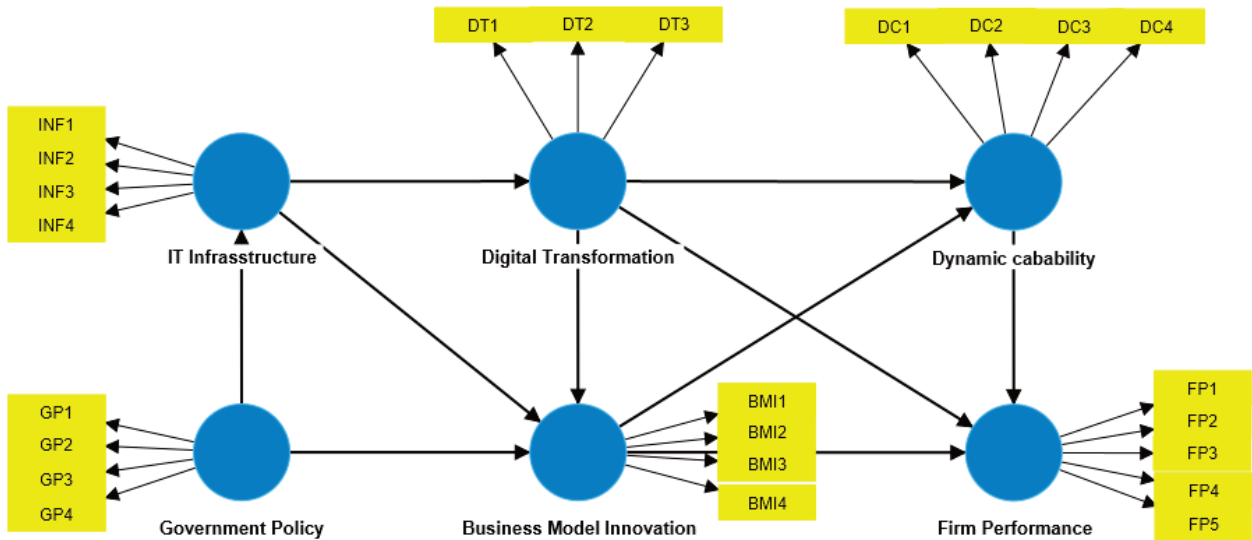 DT1 DT2 DT3
DC1 DC2 DC3 DC4
INF1
INF2
INF3
INF4
IT Infrasstructure
Digital Transformation
Dynamic cabability
GP1
GP2
GP3
GP4
BMI1
BMI2
BMI3
BMI4
FP1
FP2
FP3
FP4
FP5
Government Policy
Business Model Innovation
Firm Performance